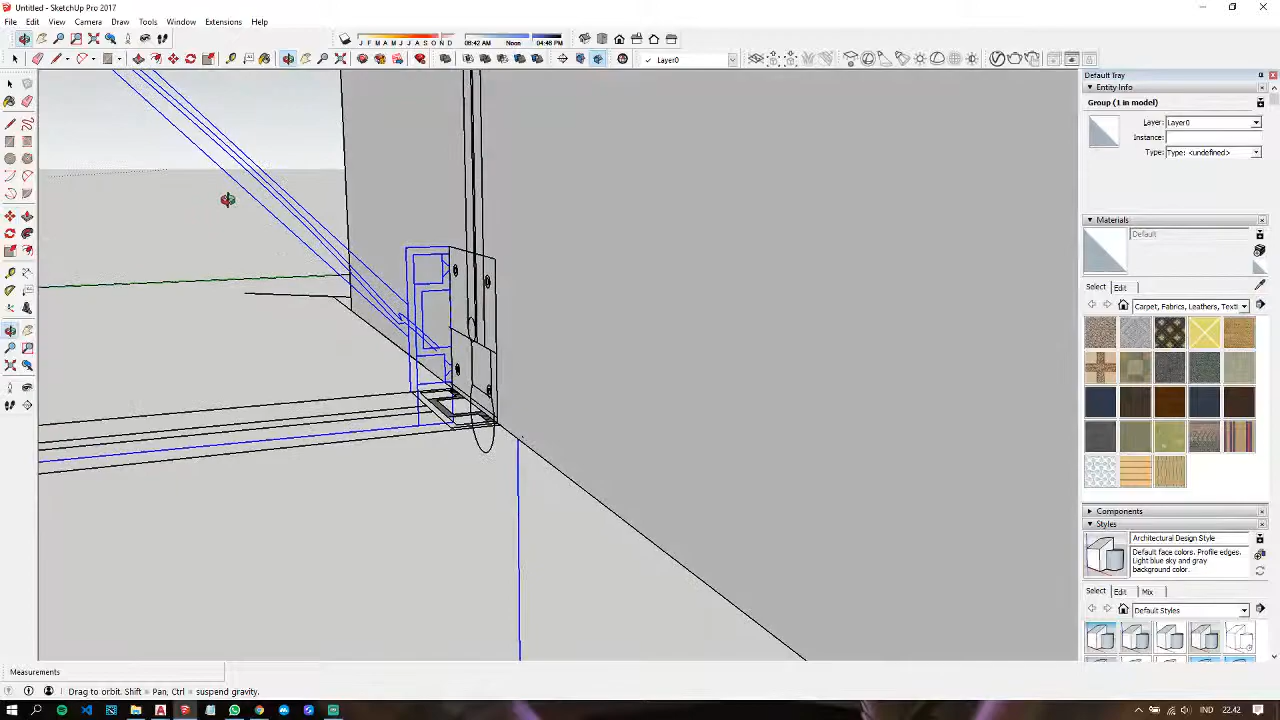 Untitled - SketchUp Pro 2017
File Edit View Camera Draw Tools Window Extensions Help
J F M A M J J A S O N D
06:42 AM Noon 04:46 PM
Layer0
Default Tray
Entity Info
Group (1 in model)
Layer: Layer0
Instance:
Type: Type: <undefined>
Materials
Default
Select Edit
Carpet, Fabrics, Leathers, Texti
Components
Styles
Architectural Design Style
Default face colors. Profile edges.
Light blue sky and gray
background color.
Select Edit Mix
Default Styles
Measurements
Drag to orbit. Shift = Pan, Ctrl = suspend gravity.
IND 22.42